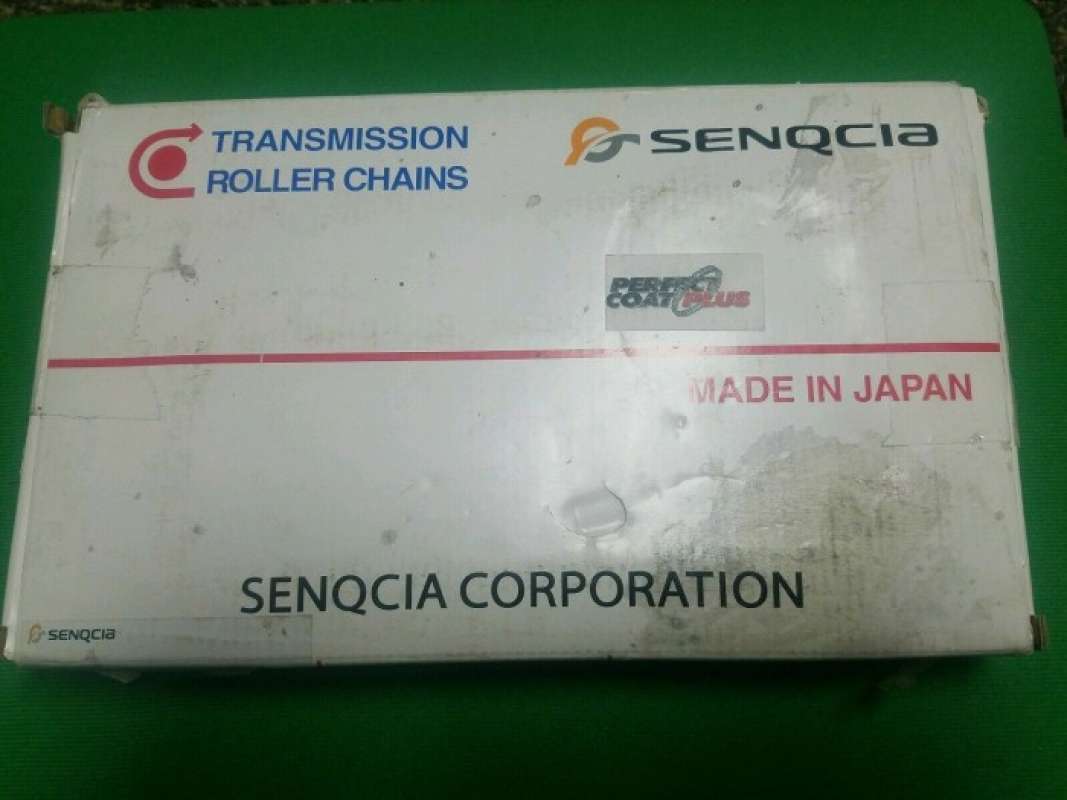 TRANSMISSION
ROLLER CHAINS
SENQCIA
PERFECT
COAT PLUS
MADE IN JAPAN
SENQCIA CORPORATION
SENQCIA